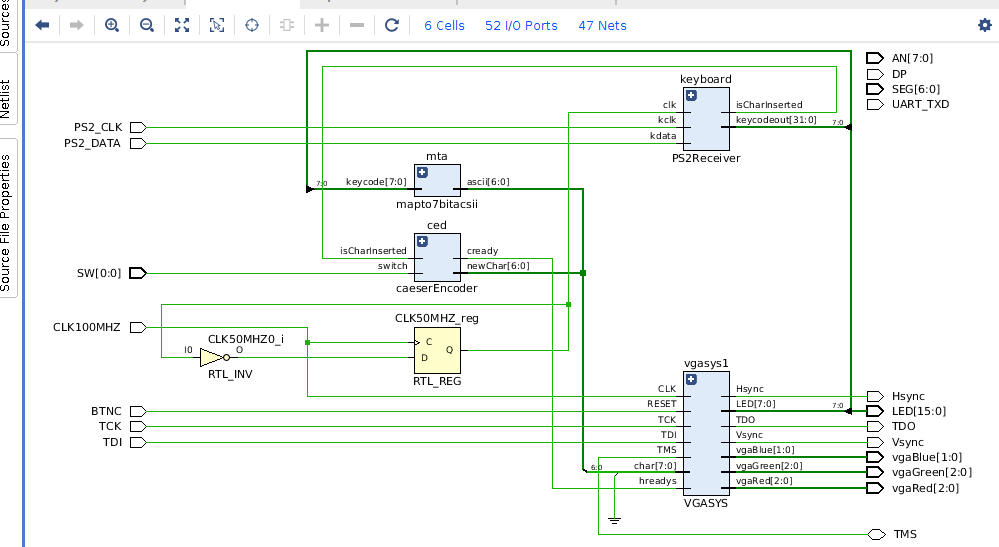 Sources
Netlist
Source File Properties
6 Cells 52 I/O Ports 47 Nets
AN[7:0]
DP
SEG[6:0]
UART_TXD
keyboard
clk isCharInserted
kclk keycodeout[31:0] 7:0
kdata
PS2Receiver
PS2_CLK
PS2_DATA
mta
7:0 keycode[7:0] ascii[6:0]
mapto7bitacsii
ced
isCharInserted cready
switch newChar[6:0]
caeserEncoder
SW[0:0]
CLK50MHZ_reg
CLK100MHZ
C
D Q
RTL_REG
CLK50MHZ0_i
I0 O
RTL_INV
vgasys1
CLK Hsync
RESET LED[7:0] 7:0
TCK TDO
TDI Vsync
TMS vgaBlue[1:0]
6:0 char[7:0] vgaGreen[2:0]
hreadys vgaRed[2:0]
VGASYS
BTNC
TCK
TDI
Hsync
LED[15:0]
TDO
Vsync
vgaBlue[1:0]
vgaGreen[2:0]
vgaRed[2:0]
TMS